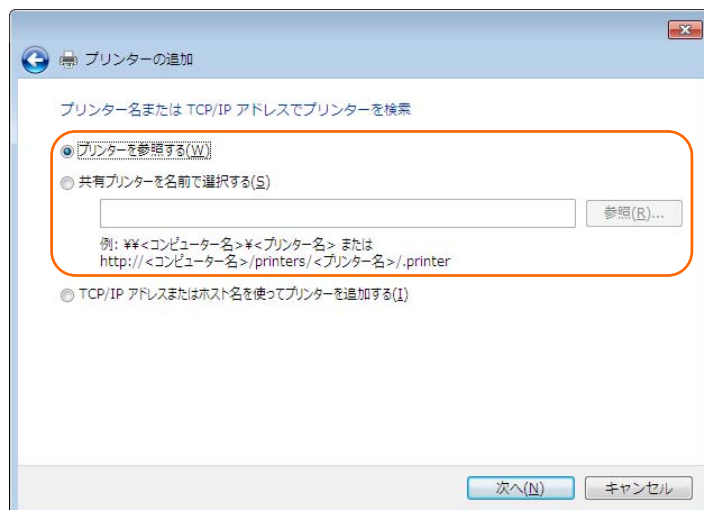 プリンターの追加
プリンター名または TCP/IP アドレスでプリンターを検索
プリンターを参照する(W)
共有プリンターを名前で選択する(S)
参照(R)...
例: ¥¥<コンピューター名>¥<プリンター名> または
http://<コンピューター名>/printers/<プリンター名>/.printer
TCP/IP アドレスまたはホスト名を使ってプリンターを追加する(I)
次へ(N)
キャンセル